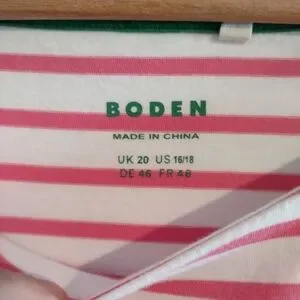 BODEN
MADE IN CHINA
UK 20 US 16/18
DE 46 FR 48